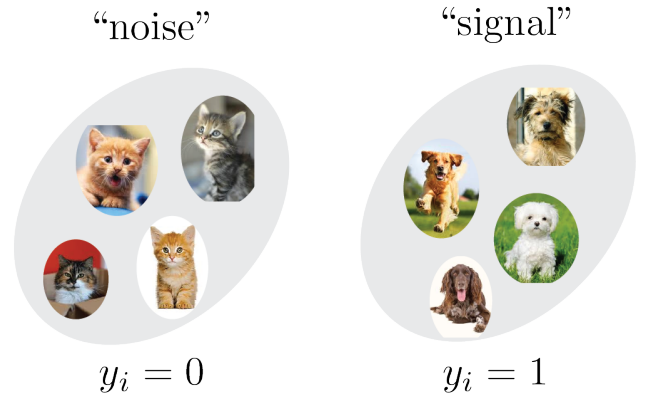 “noise”
“signal”
y_i = 0
y_i = 1